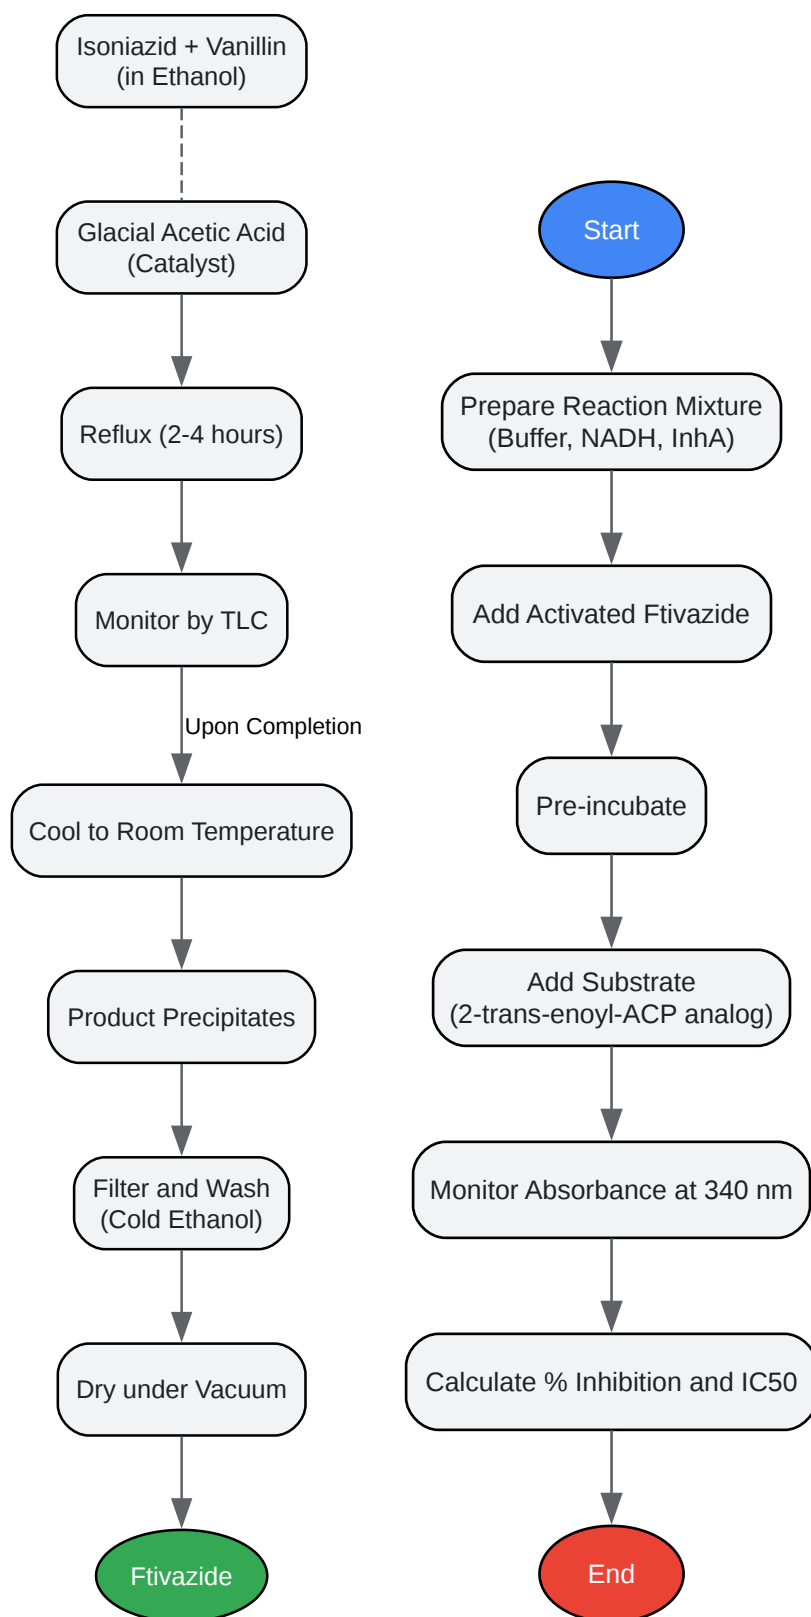 Isoniazid + Vanillin
(in Ethanol)
Glacial Acetic Acid
(Catalyst)
Reflux (2-4 hours)
Monitor by TLC
Upon Completion
Cool to Room Temperature
Product Precipitates
Filter and Wash
(Cold Ethanol)
Dry under Vacuum
Ftivazide
Start
Prepare Reaction Mixture
(Buffer, NADH, InhA)
Add Activated Ftivazide
Pre-incubate
Add Substrate
(2-trans-enoyl-ACP analog)
Monitor Absorbance at 340 nm
Calculate % Inhibition and IC50
End